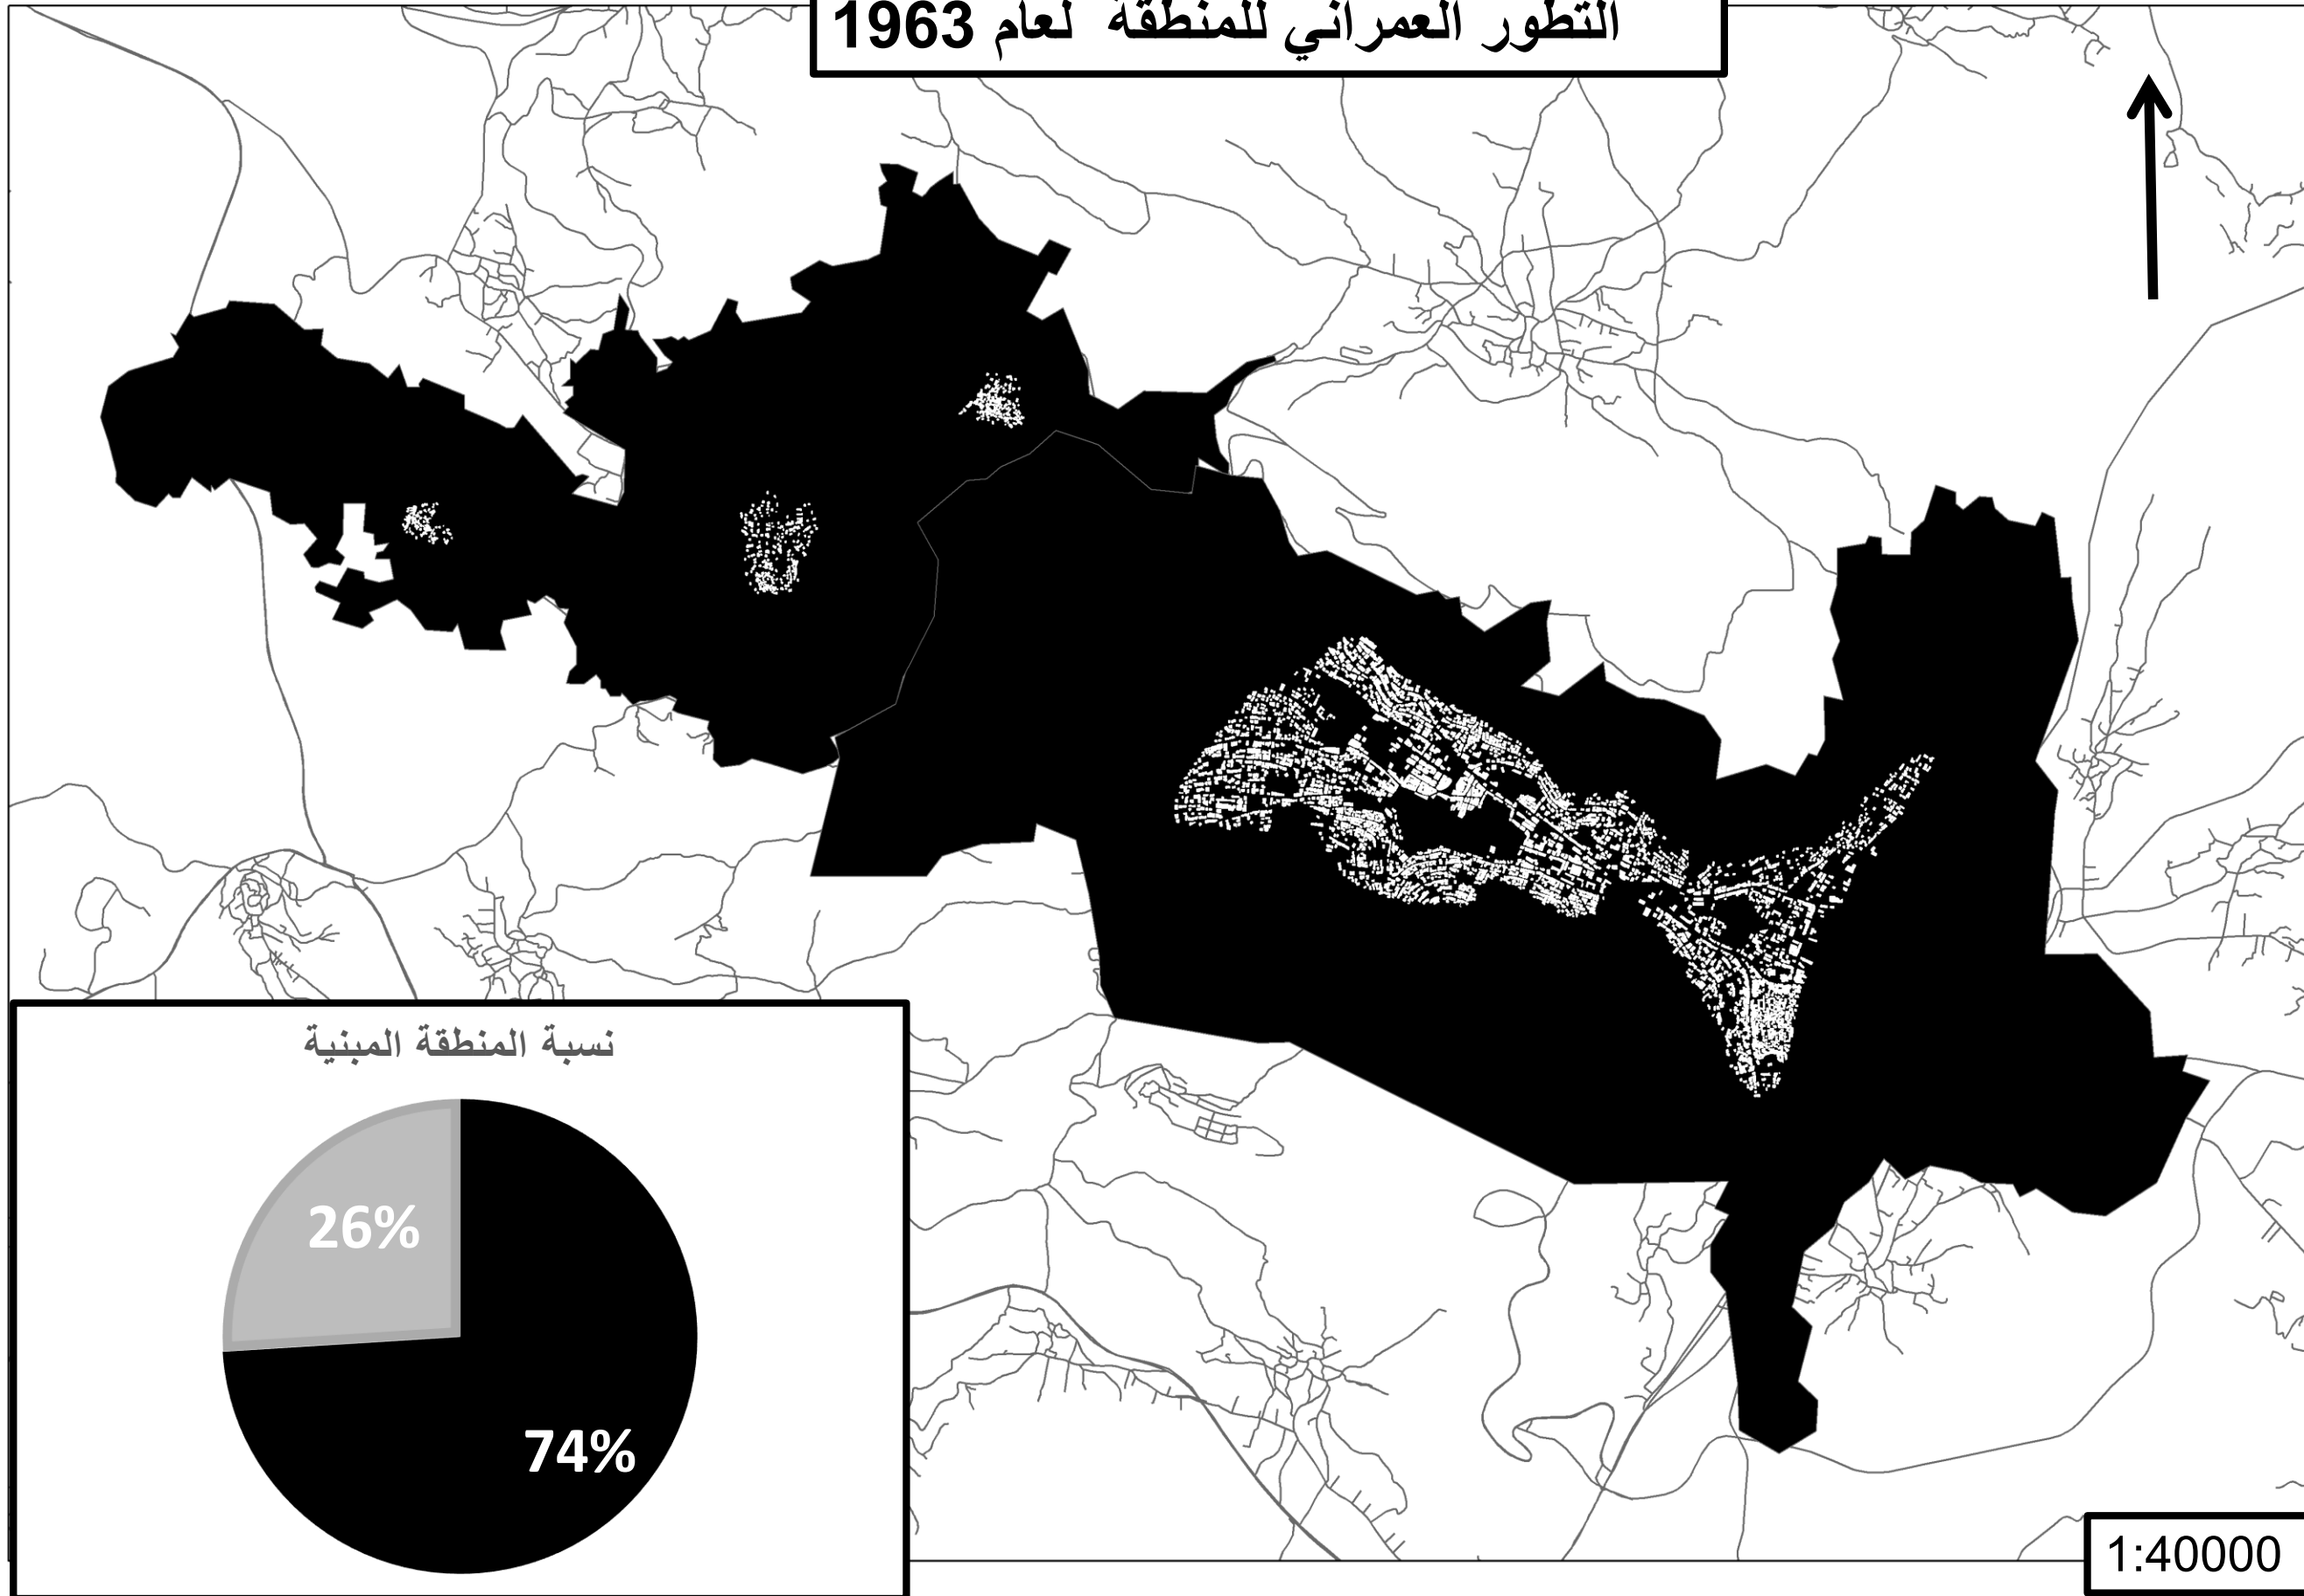 التطور العمراني للمنطقة لعام 1963
نسبة المنطقة المبنية
26%
74%
1:40000